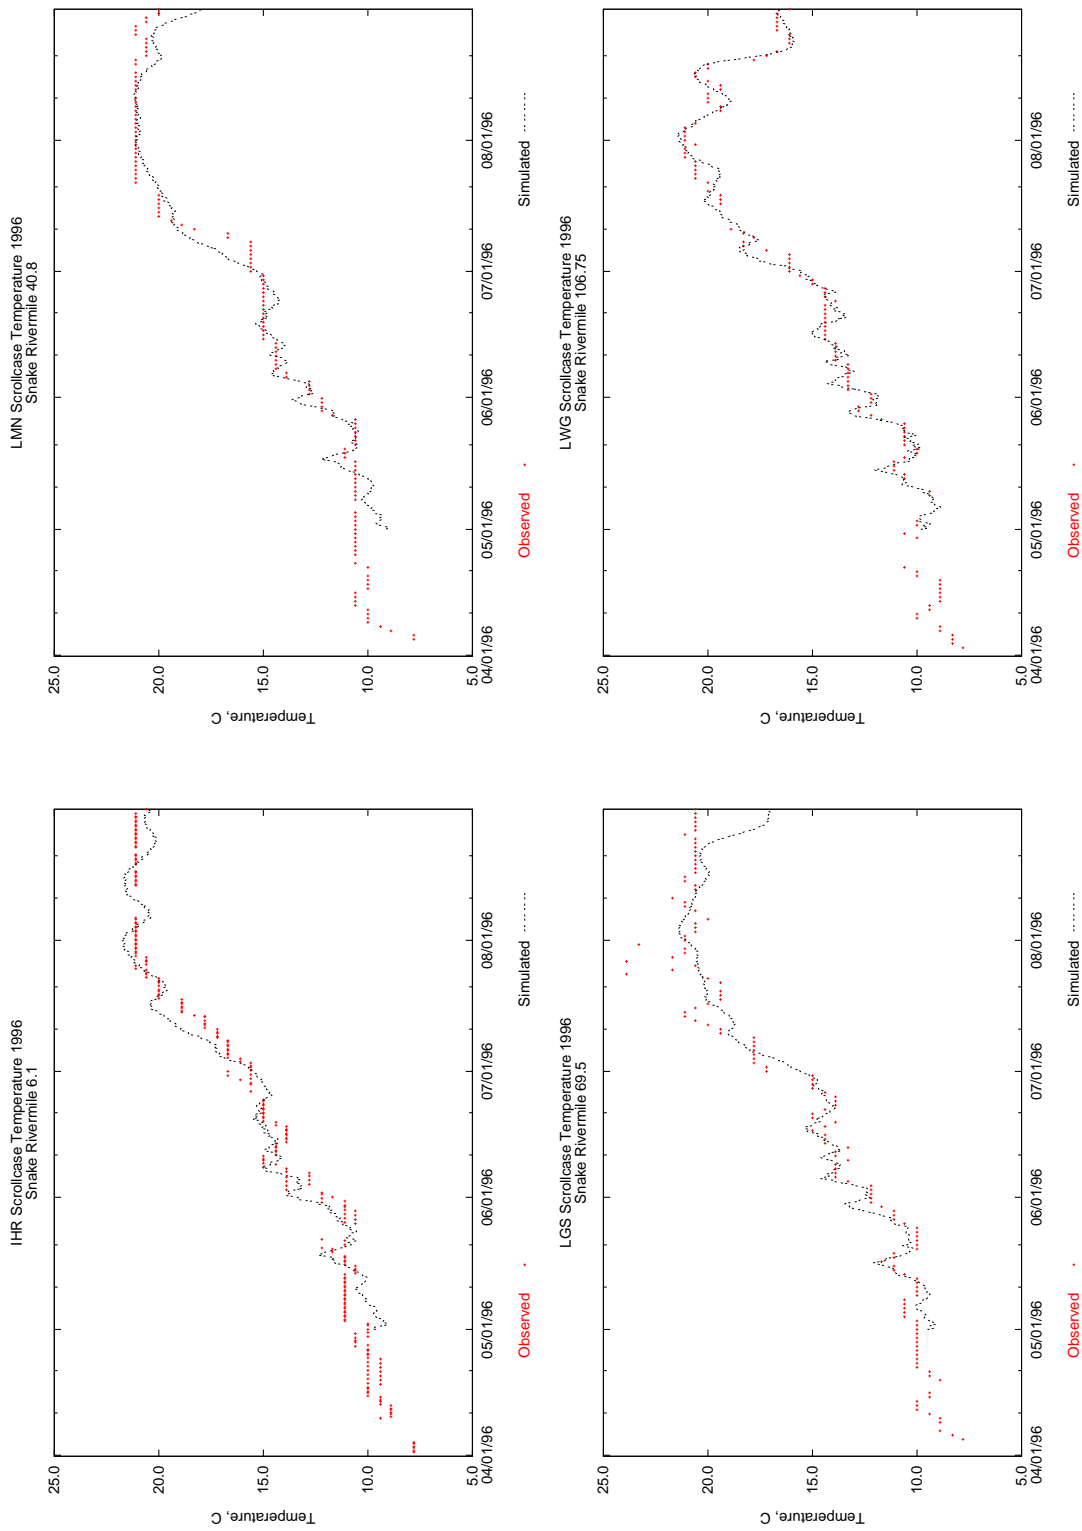 IHR Scrollcase Temperature 1996
Snake Rivermile 6.1
Temperature, C
25.0
20.0
15.0
10.0
5.0
04/01/96
05/01/96
06/01/96
07/01/96
08/01/96
Observed
Simulated
LMN Scrollcase Temperature 1996
Snake Rivermile 40.8
Temperature, C
25.0
20.0
15.0
10.0
5.0
04/01/96
05/01/96
06/01/96
07/01/96
08/01/96
Observed
Simulated
LGS Scrollcase Temperature 1996
Snake Rivermile 69.5
Temperature, C
25.0
20.0
15.0
10.0
5.0
04/01/96
05/01/96
06/01/96
07/01/96
08/01/96
Observed
Simulated
LWG Scrollcase Temperature 1996
Snake Rivermile 106.75
Temperature, C
25.0
20.0
15.0
10.0
5.0
04/01/96
05/01/96
06/01/96
07/01/96
08/01/96
Observed
Simulated